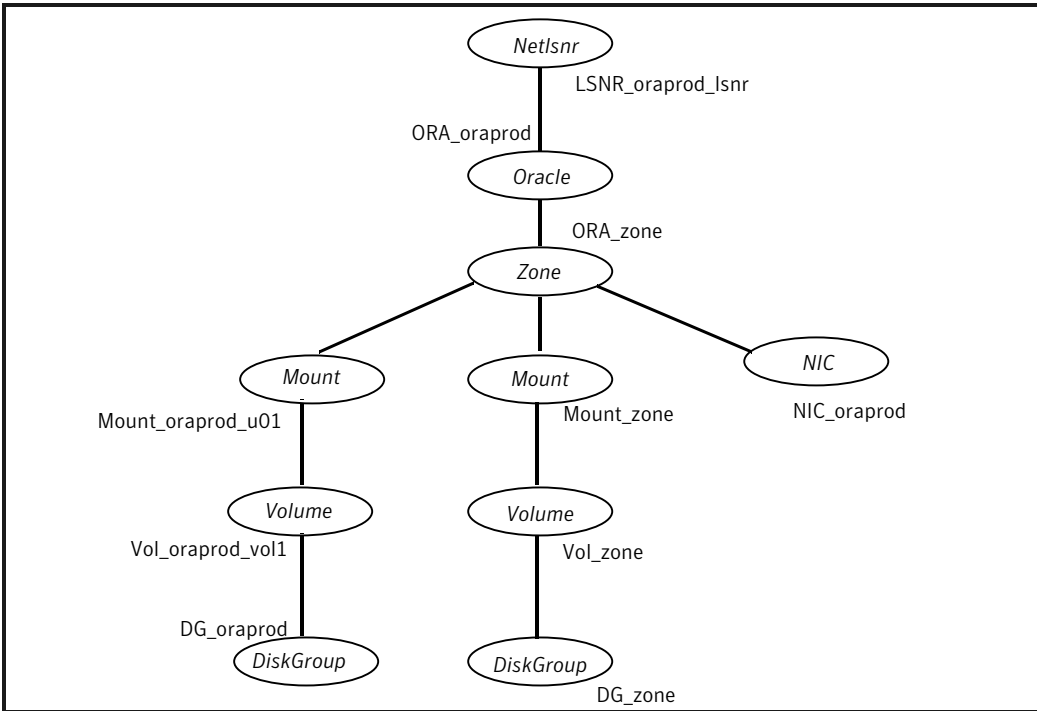 Netlsnr
LSNR_oraprod_lsnr
ORA_oraprod
Oracle
ORA_zone
Zone
Mount
Mount
NIC
Mount_oraprod_u01
Mount_zone
NIC_oraprod
Volume
Volume
Vol_oraprod_vol1
Vol_zone
DG_oraprod
DiskGroup
DiskGroup
DG_zone